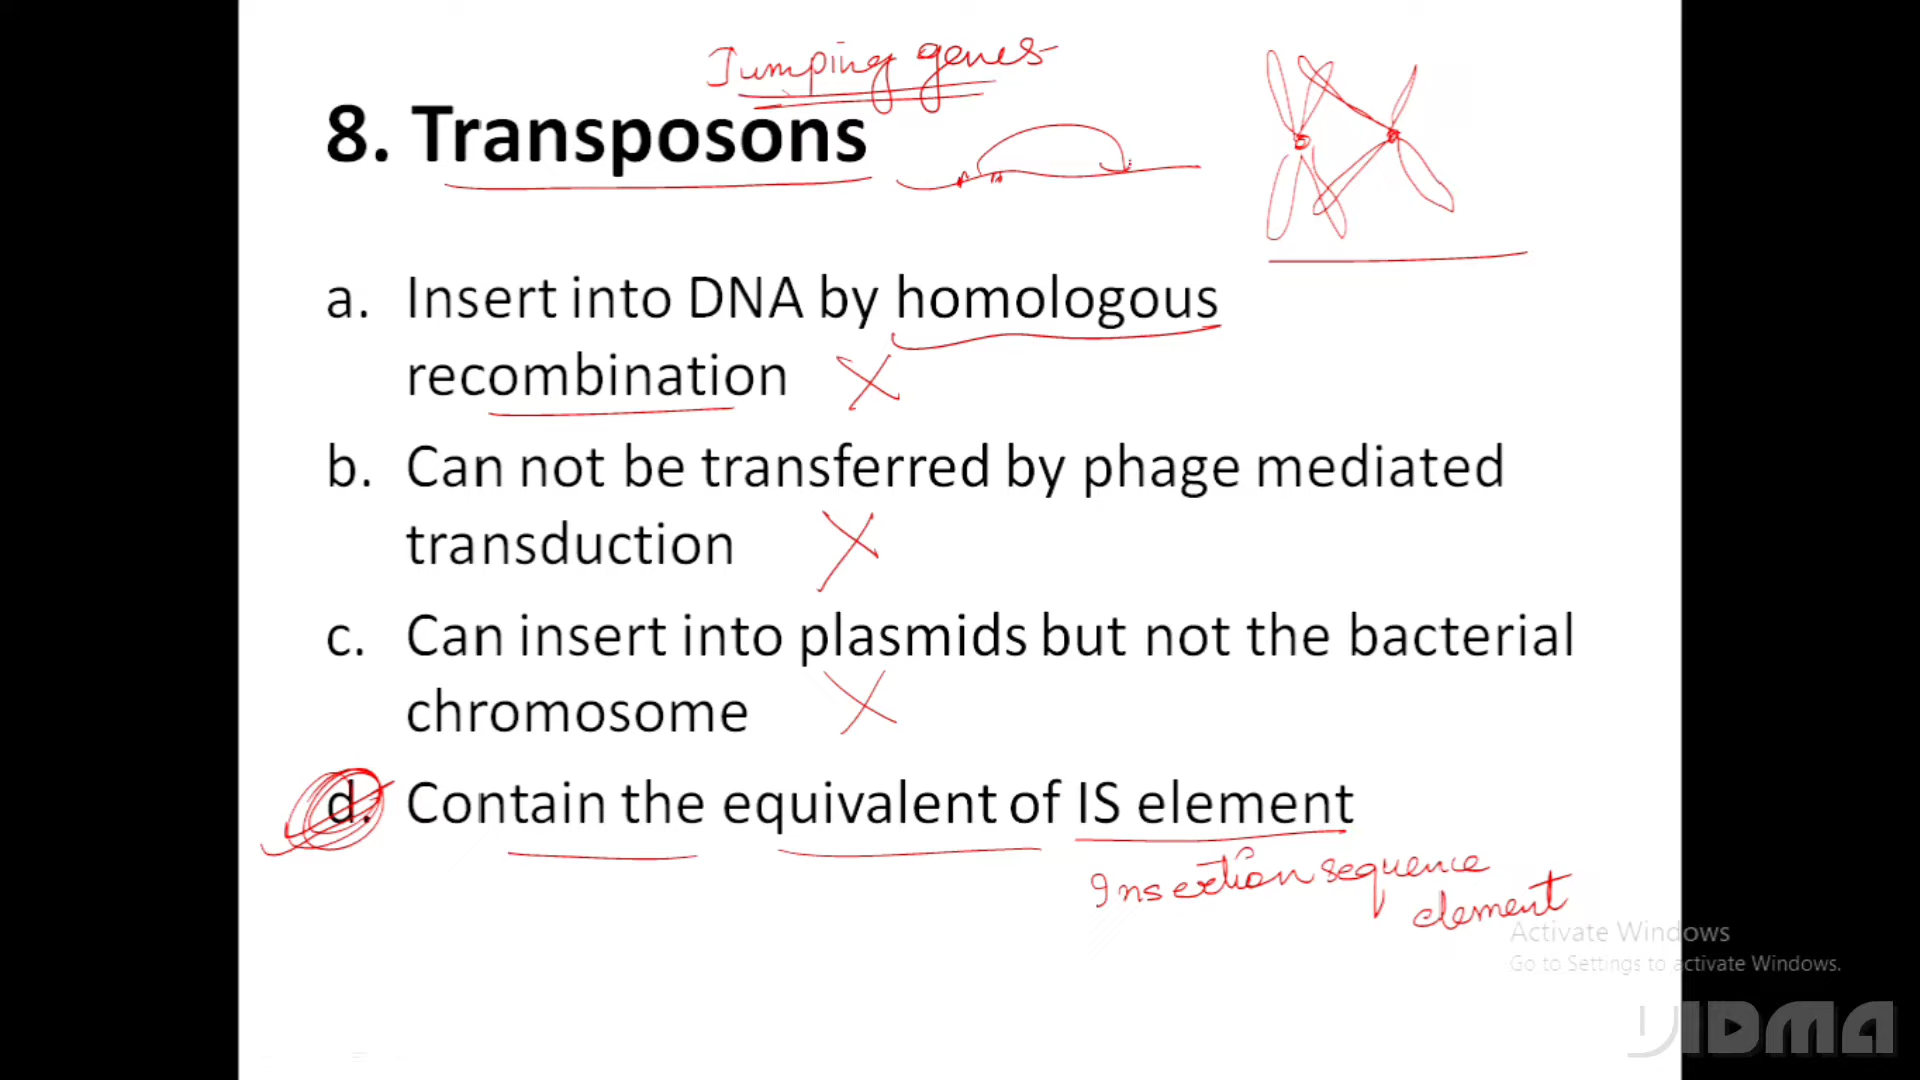 Jumping genes
8. Transposons
a. Insert into DNA by homologous
recombination
b. Can not be transferred by phage mediated
transduction
c. Can insert into plasmids but not the bacterial
chromosome
d. Contain the equivalent of IS element
Insertion sequence
element
Activate Windows
Go to Settings to activate Windows.
VIDMA